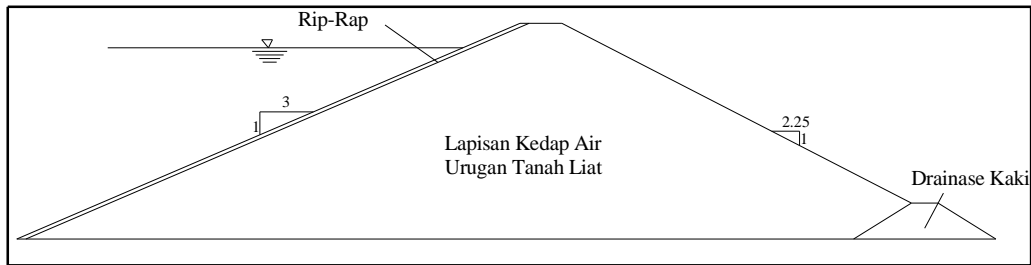 Rip-Rap
3
1
2.25
1
Lapisan Kedap Air
Urugan Tanah Liat
Drainase Kaki